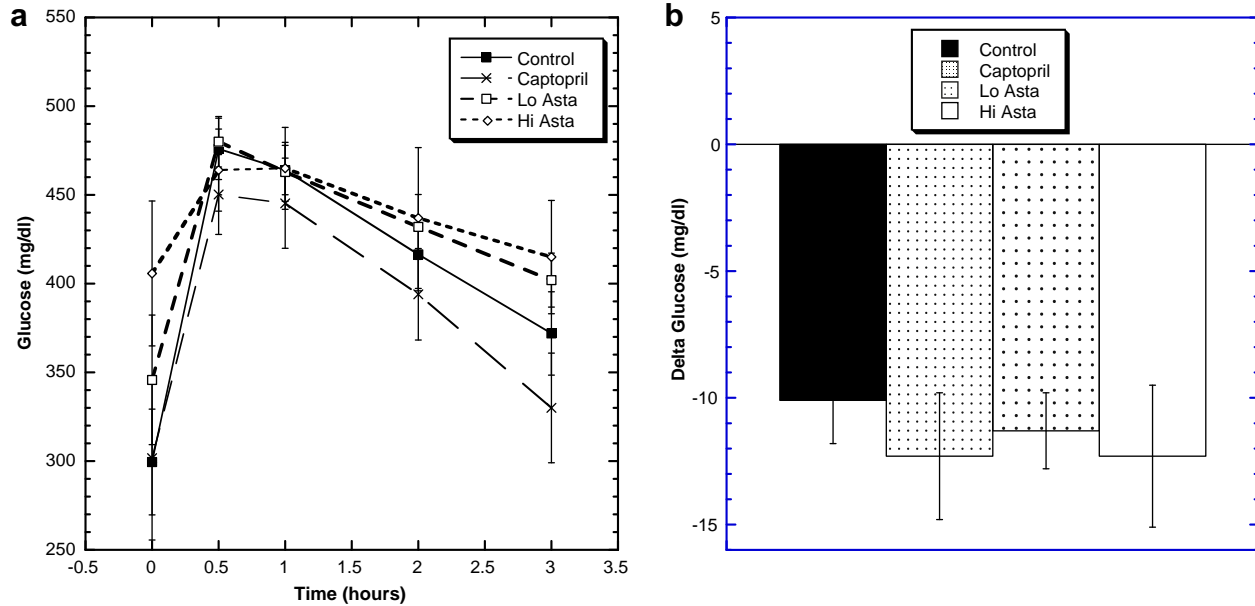 a
550
500
450
400
350
300
250
Glucose (mg/dl)
-0.5 0 0.5 1 1.5 2 2.5 3 3.5
Time (hours)
Control
Captopril
Lo Asta
Hi Asta
b
5
0
-5
-10
-15
Delta Glucose (mg/dl)
Control
Captopril
Lo Asta
Hi Asta